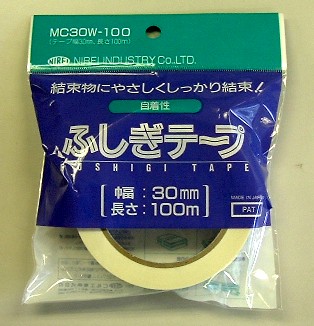 MC30W-100
(テープ幅30mm、長さ100m)
NIREI NIREI INDUSTRY Co.,LTD.
結束物にやさしくしっかり結束!
自着性
ふしぎテープ
SHIGI TAPE
幅:30mm
長さ:100m
MADE IN JAPAN
PAT